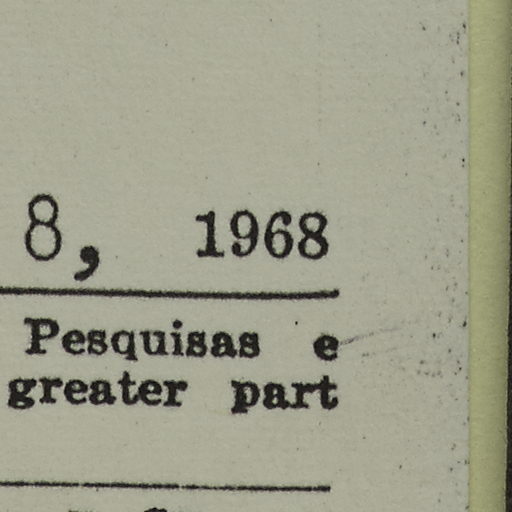 8, 1968
Pesquisas e
greater part